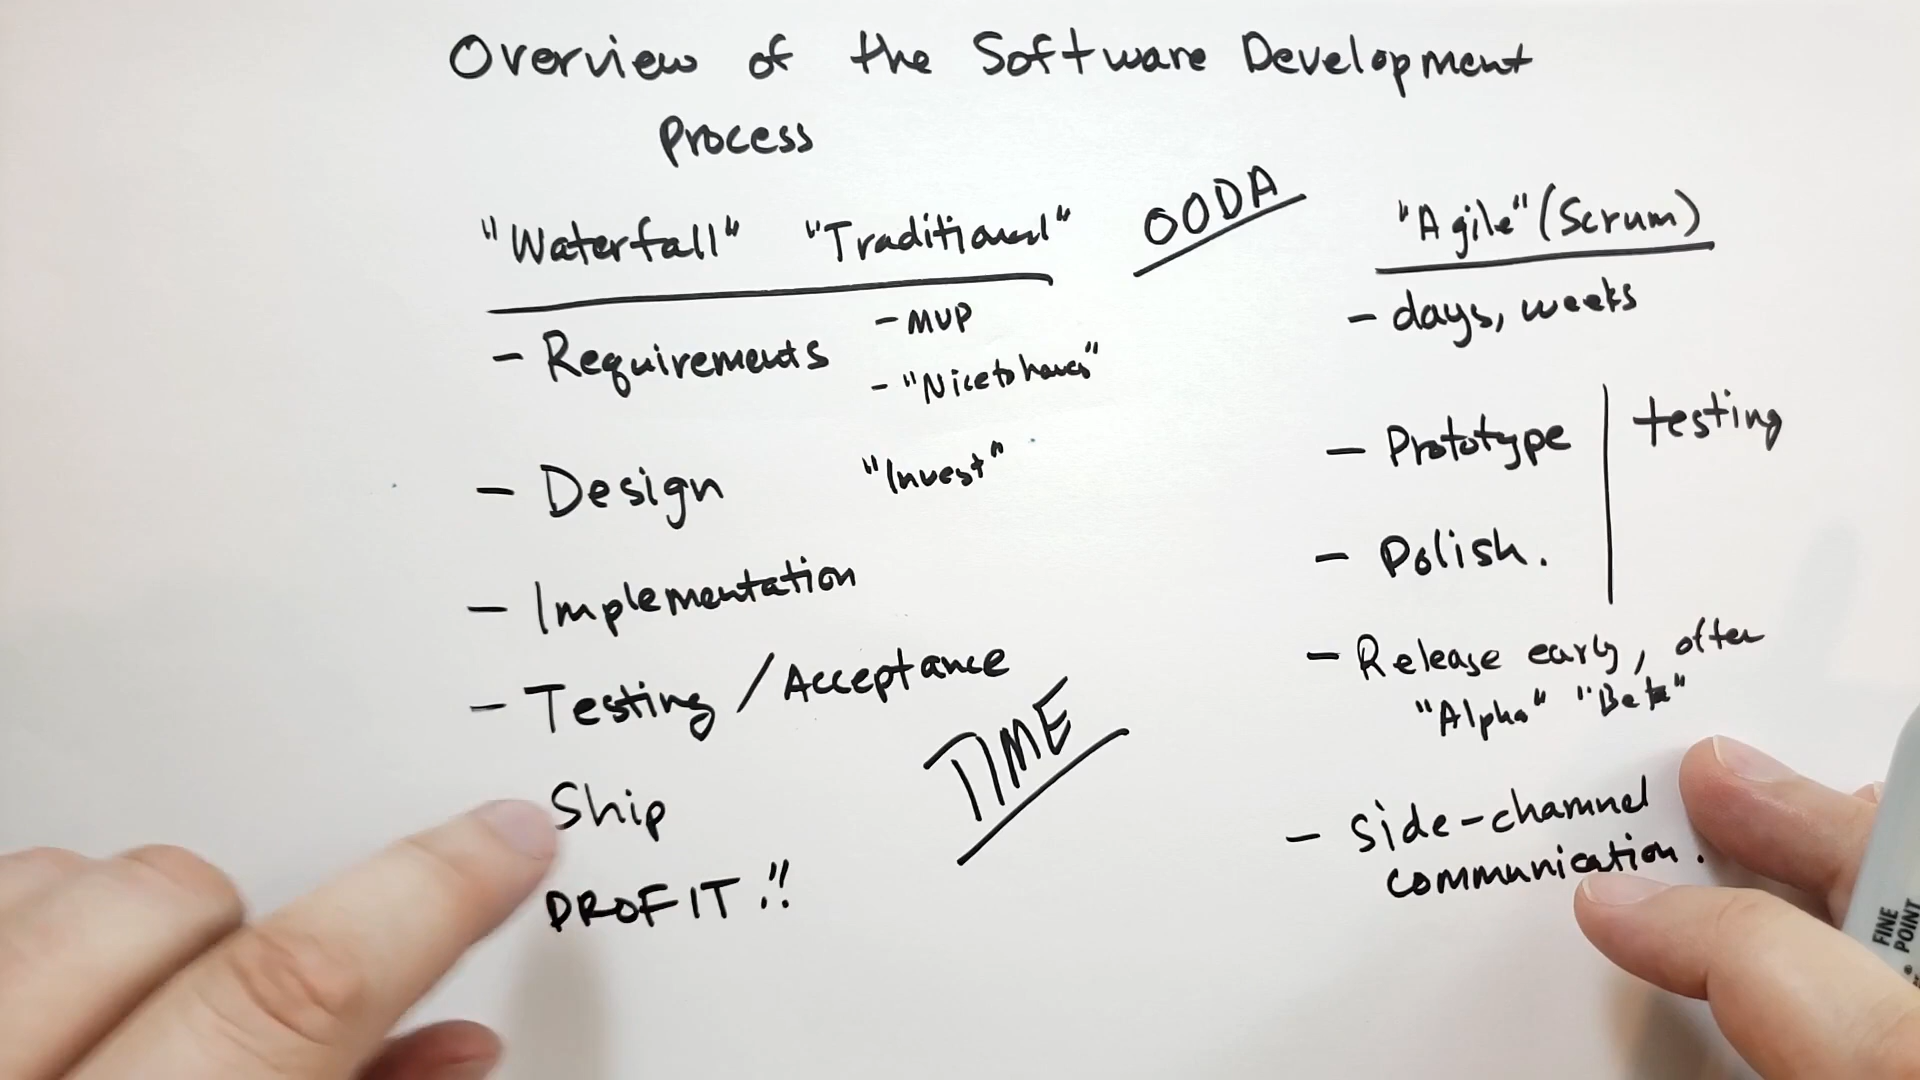 Overview of the Software Development
Process
"Waterfall" "Traditional"
- Requirements
- MVP
- "Nice to haves"
- Design "Invest"
- Implementation
- Testing / Acceptance
Ship
PROFIT!!
OODA
TIME
"Agile" (Scrum)
- days, weeks
- Prototype | testing
- Polish.
- Release early, often
"Alpha" "Beta"
- Side-channel
communication.
FINE
POINT